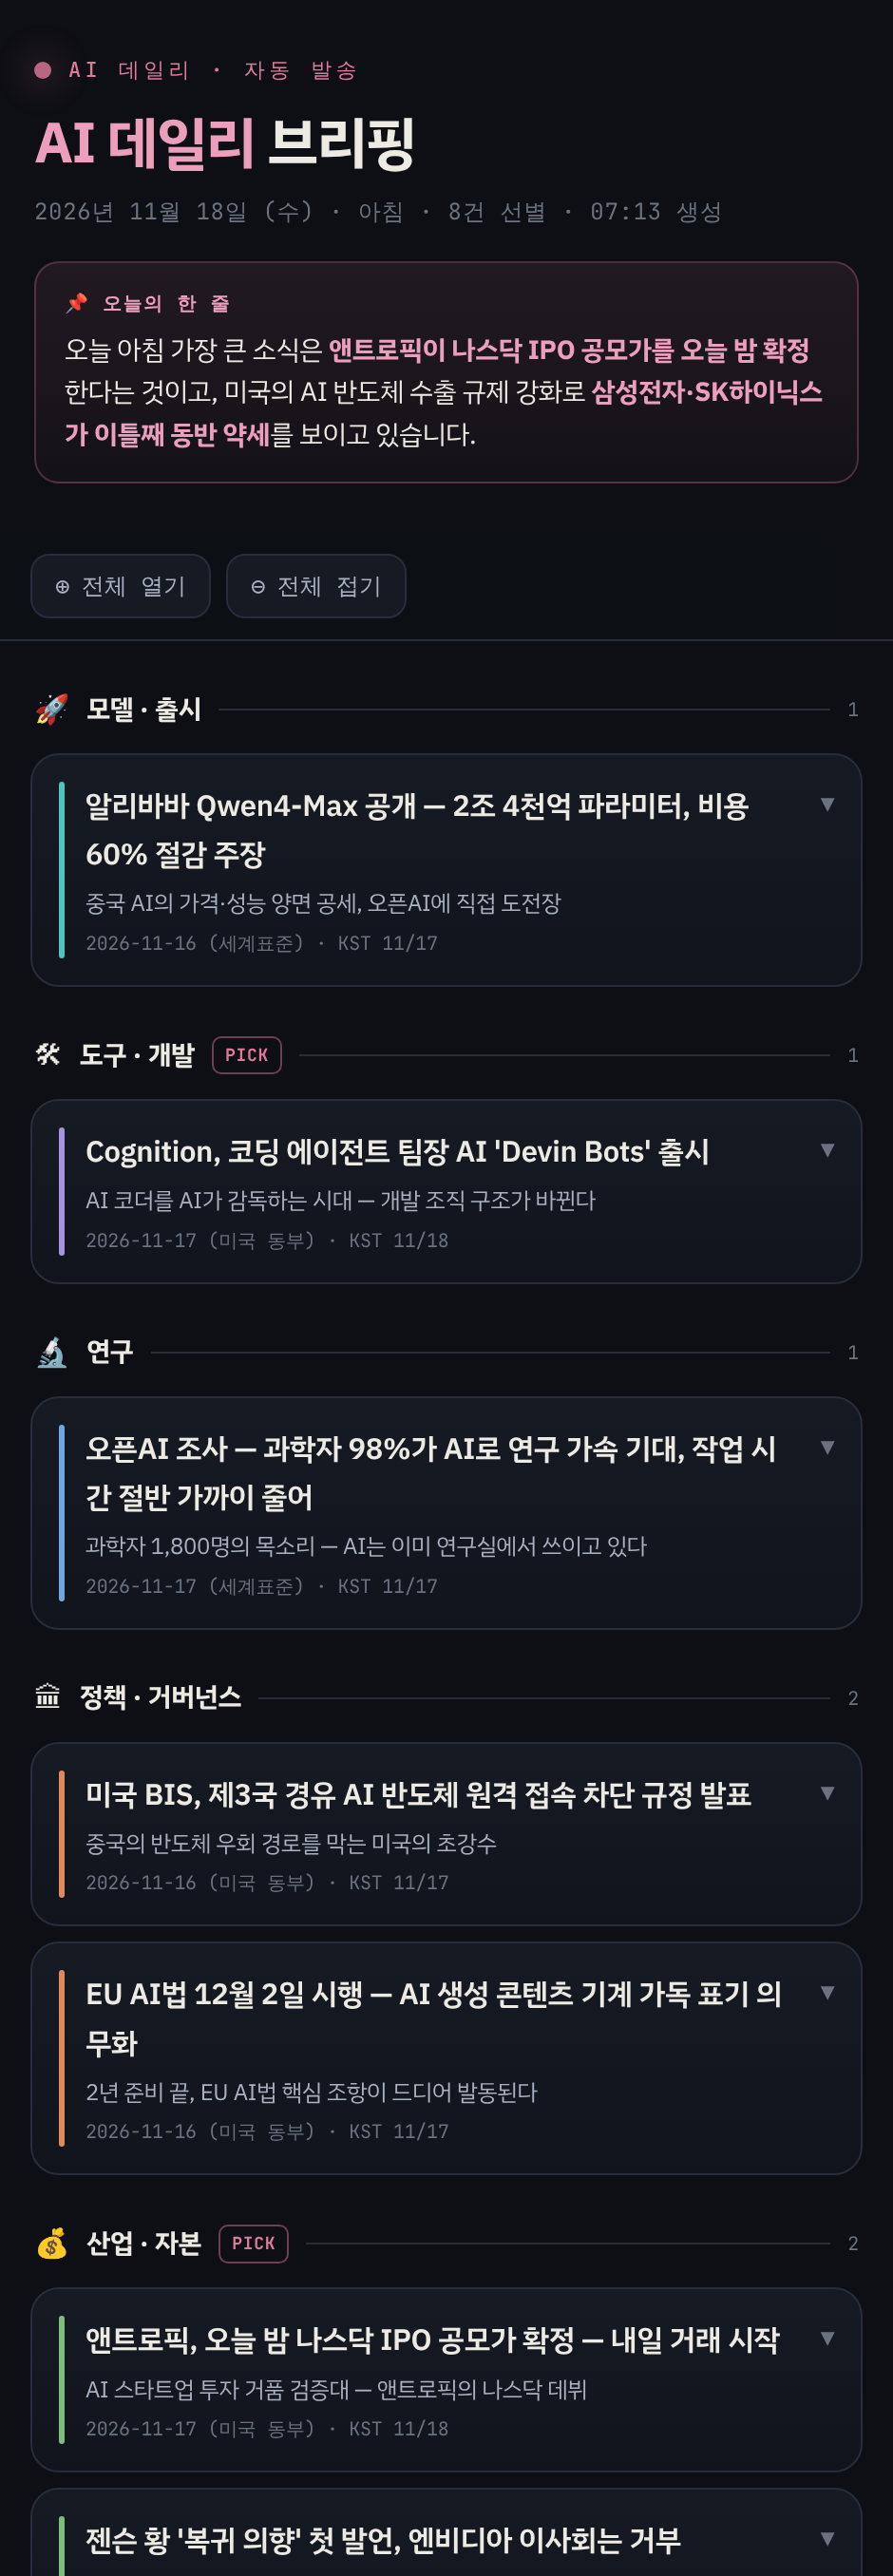 AI 데일리 · 자동 발송
AI 데일리 브리핑
2026년 11월 18일 (수) · 아침 · 8건 선별 · 07:13 생성
📌 오늘의 한 줄
오늘 아침 가장 큰 소식은 앤트로픽이 나스닥 IPO 공모가를 오늘 밤 확정
한다는 것이고, 미국의 AI 반도체 수출 규제 강화로 삼성전자·SK하이닉스
가 이틀째 동반 약세를 보이고 있습니다.
⊕ 전체 열기
⊖ 전체 접기
🚀 모델 · 출시 1
알리바바 Qwen4-Max 공개 — 2조 4천억 파라미터, 비용 ▼
60% 절감 주장
중국 AI의 가격·성능 양면 공세, 오픈AI에 직접 도전장
2026-11-16 (세계표준) · KST 11/17
🛠 도구 · 개발 PICK 1
Cognition, 코딩 에이전트 팀장 AI 'Devin Bots' 출시 ▼
AI 코더를 AI가 감독하는 시대 — 개발 조직 구조가 바뀐다
2026-11-17 (미국 동부) · KST 11/18
🔬 연구 1
오픈AI 조사 — 과학자 98%가 AI로 연구 가속 기대, 작업 시 ▼
간 절반 가까이 줄어
과학자 1,800명의 목소리 — AI는 이미 연구실에서 쓰이고 있다
2026-11-17 (세계표준) · KST 11/17
🏛 정책 · 거버넌스 2
미국 BIS, 제3국 경유 AI 반도체 원격 접속 차단 규정 발표 ▼
중국의 반도체 우회 경로를 막는 미국의 초강수
2026-11-16 (미국 동부) · KST 11/17
EU AI법 12월 2일 시행 — AI 생성 콘텐츠 기계 가독 표기 의 ▼
무화
2년 준비 끝, EU AI법 핵심 조항이 드디어 발동된다
2026-11-16 (미국 동부) · KST 11/17
💰 산업 · 자본 PICK 2
앤트로픽, 오늘 밤 나스닥 IPO 공모가 확정 — 내일 거래 시작 ▼
AI 스타트업 투자 거품 검증대 — 앤트로픽의 나스닥 데뷔
2026-11-17 (미국 동부) · KST 11/18
젠슨 황 '복귀 의향' 첫 발언, 엔비디아 이사회는 거부 ▼